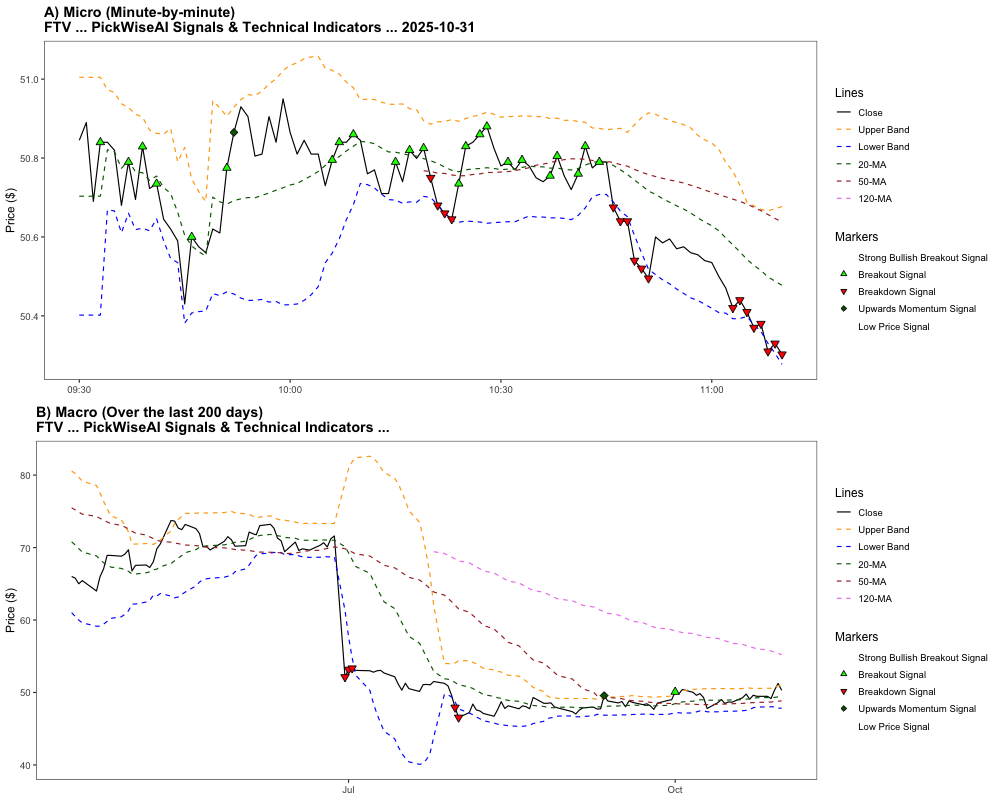 A) Micro (Minute-by-minute)
FTV ... PickWiseAI Signals & Technical Indicators ... 2025-10-31
Price ($)
51.0
50.8
50.6
50.4
09:30
10:00
10:30
11:00
Lines
Close
Upper Band
Lower Band
20-MA
50-MA
120-MA
Markers
Strong Bullish Breakout Signal
Breakout Signal
Breakdown Signal
Upwards Momentum Signal
Low Price Signal
B) Macro (Over the last 200 days)
FTV ... PickWiseAI Signals & Technical Indicators ...
Price ($)
80
70
60
50
40
Jul
Oct
Lines
Close
Upper Band
Lower Band
20-MA
50-MA
120-MA
Markers
Strong Bullish Breakout Signal
Breakout Signal
Breakdown Signal
Upwards Momentum Signal
Low Price Signal